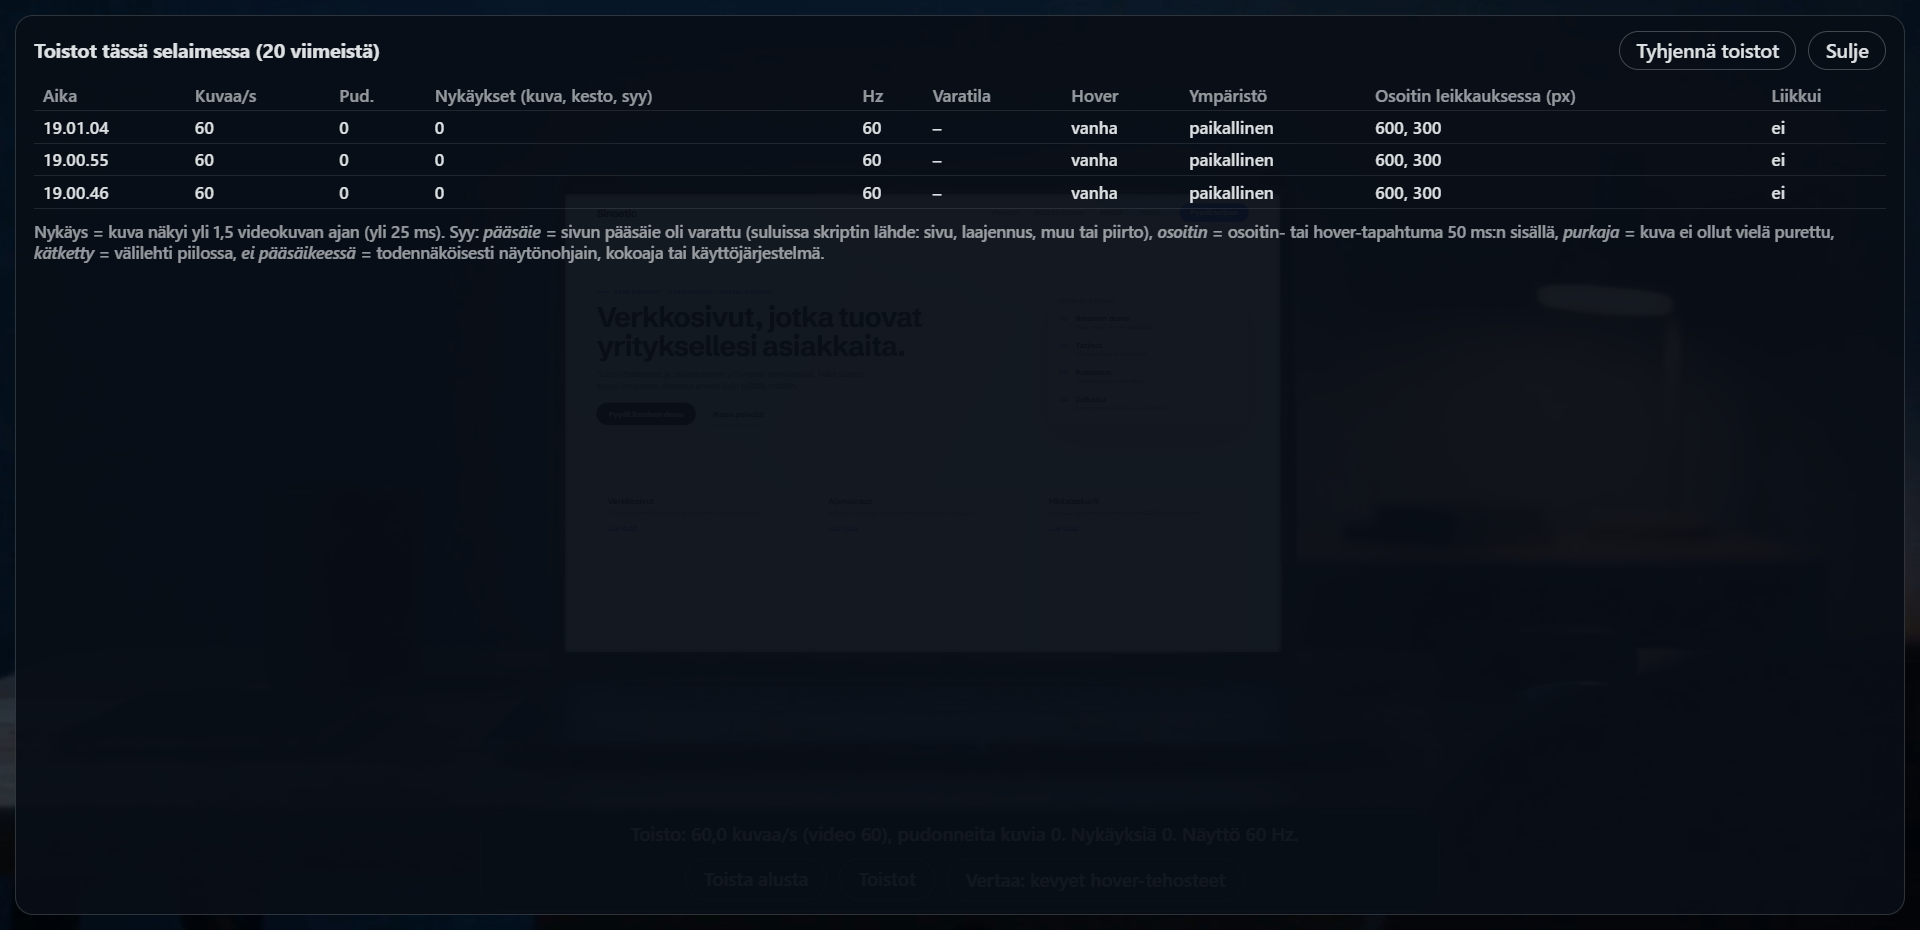 Toistot tässä selaimessa (20 viimeistä)
Tyhjennä toistot
Sulje
Aika Kuvaa/s Pud. Nykäykset (kuva, kesto, syy) Hz Varatila Hover Ympäristö Osoitin leikkauksessa (px) Liikkui
19.01.04 60 0 0 60 – vanha paikallinen 600, 300 ei
19.00.55 60 0 0 60 – vanha paikallinen 600, 300 ei
19.00.46 60 0 0 60 – vanha paikallinen 600, 300 ei
Nykäys = kuva näkyi yli 1,5 videokuvan ajan (yli 25 ms). Syy: pääsäie = sivun pääsäie oli varattu (suluissa skriptin lähde: sivu, laajennus, muu tai piirto), osoitin = osoitin- tai hover-tapahtuma 50 ms:n sisällä, purkaja = kuva ei ollut vielä purettu,
kätketty = välilehti piilossa, ei pääsäikeessä = todennäköisesti näytönohjain, kokoaja tai käyttöjärjestelmä.
Verkkosivut, jotka tuovat
yrityksellesi asiakkaita.
Toisto: 60,0 kuvaa/s (video 60), pudonneita kuvia 0. Nykäyksiä 0. Näyttö 60 Hz.
Toista alusta
Toistot
Vertaa: kevyet hover-tehosteet